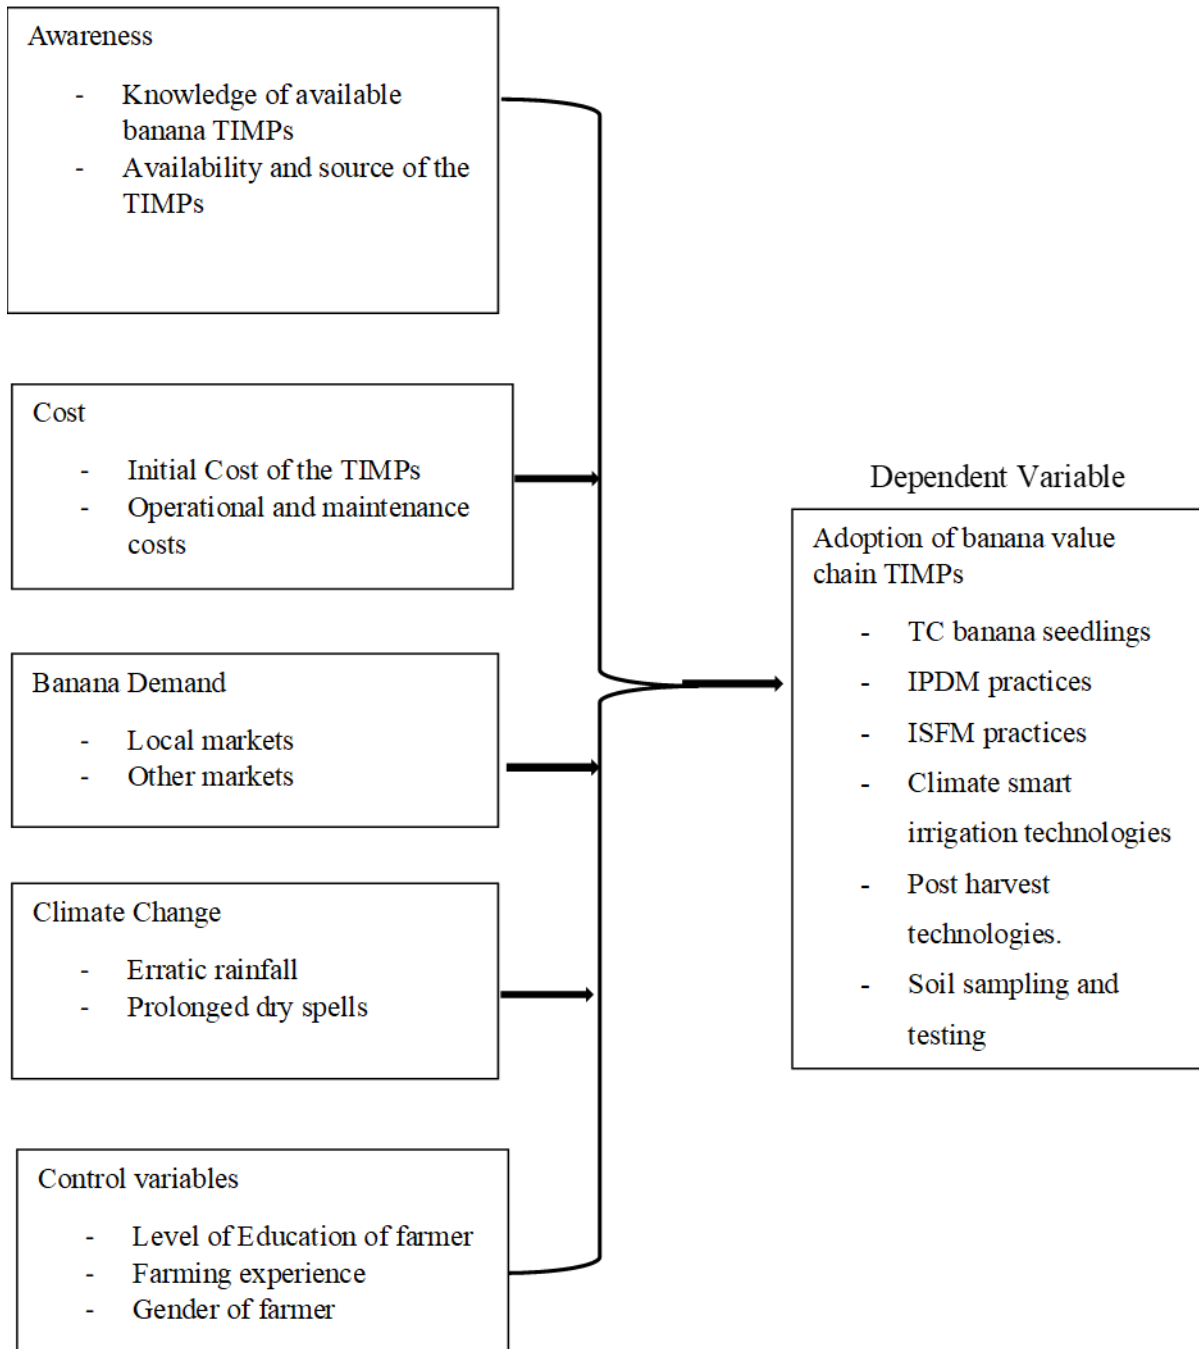 Awareness
- Knowledge of available
banana TIMPs
- Availability and source of the
TIMPs
Cost
- Initial Cost of the TIMPs
- Operational and maintenance
costs
Banana Demand
- Local markets
- Other markets
Climate Change
- Erratic rainfall
- Prolonged dry spells
Control variables
- Level of Education of farmer
- Farming experience
- Gender of farmer
Dependent Variable
Adoption of banana value
chain TIMPs
- TC banana seedlings
- IPDM practices
- ISFM practices
- Climate smart
irrigation technologies
- Post harvest
technologies.
- Soil sampling and
testing